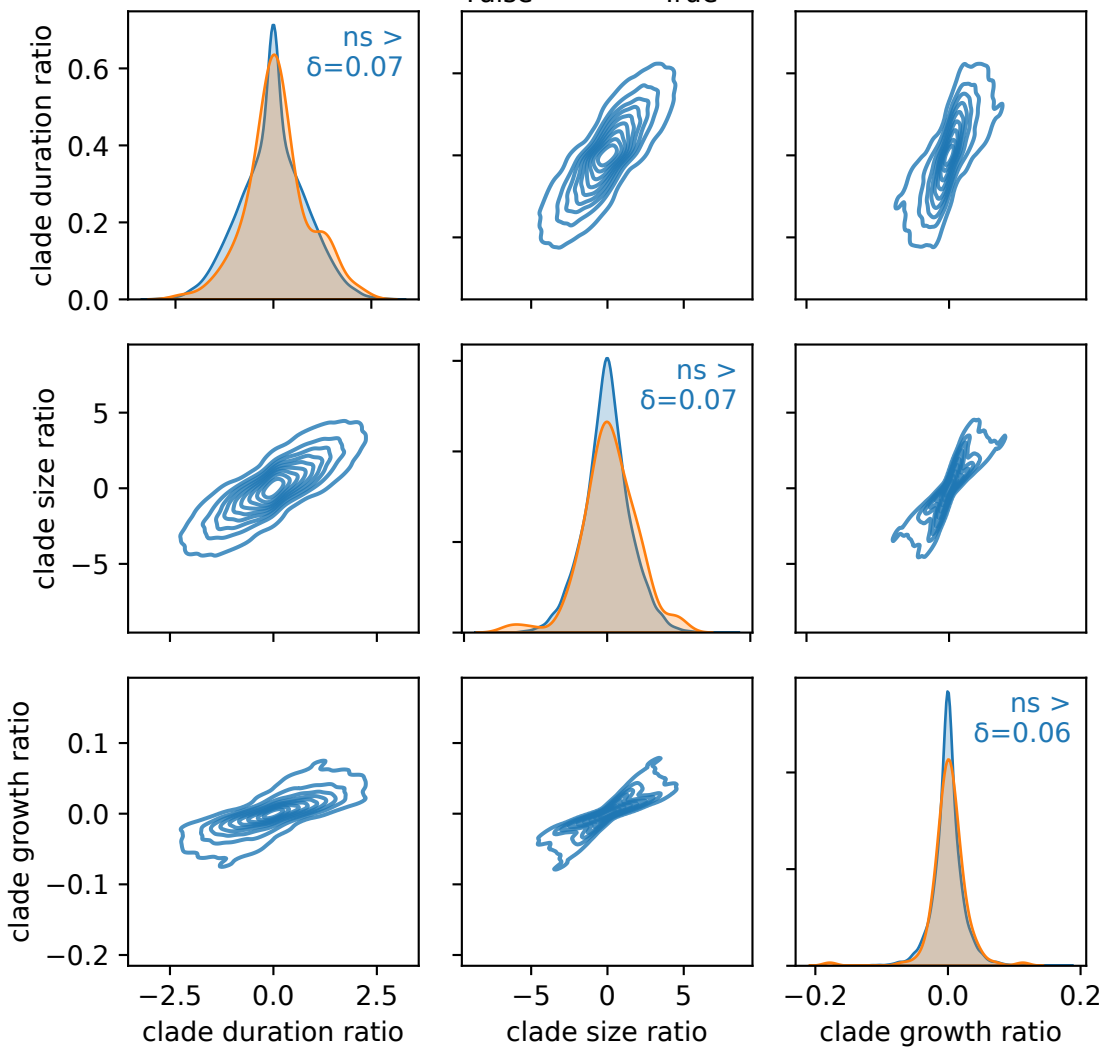 True
clade duration ratio
0.6
0.4
0.2
0.0
ns >
δ=0.07
clade size ratio
5
0
−5
ns >
δ=0.07
clade growth ratio
0.1
0.0
−0.1
−0.2
ns >
δ=0.06
−2.5 0.0 2.5
−5 0 5
−0.2 0.0 0.2
clade duration ratio
clade size ratio
clade growth ratio